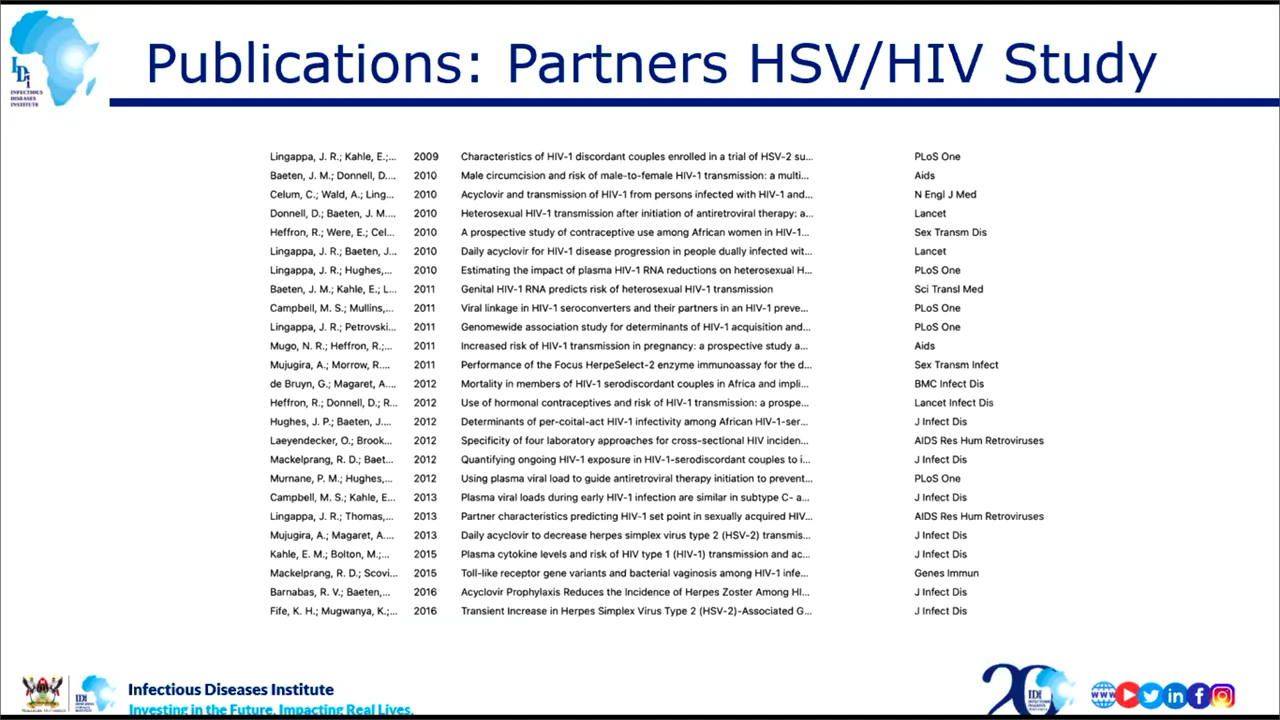 Publications: Partners HSV/HIV Study
IDI
INFECTIOUS
DISEASES
INSTITUTE
Lingappa, J. R.; Kahle, E.;... 2009 Characteristics of HIV-1 discordant couples enrolled in a trial of HSV-2 su... PLoS One
Baeten, J. M.; Donnell, D.... 2010 Male circumcision and risk of male-to-female HIV-1 transmission: a multi... Aids
Celum, C.; Wald, A.; Ling... 2010 Acyclovir and transmission of HIV-1 from persons infected with HIV-1 and... N Engl J Med
Donnell, D.; Baeten, J. M.... 2010 Heterosexual HIV-1 transmission after initiation of antiretroviral therapy: a... Lancet
Heffron, R.; Were, E.; Cel... 2010 A prospective study of contraceptive use among African women in HIV-1... Sex Transm Dis
Lingappa, J. R.; Baeten, J... 2010 Daily acyclovir for HIV-1 disease progression in people dually infected wit... Lancet
Lingappa, J. R.; Hughes,... 2010 Estimating the impact of plasma HIV-1 RNA reductions on heterosexual H... PLoS One
Baeten, J. M.; Kahle, E.; L... 2011 Genital HIV-1 RNA predicts risk of heterosexual HIV-1 transmission Sci Transl Med
Campbell, M. S.; Mullins,... 2011 Viral linkage in HIV-1 seroconverters and their partners in an HIV-1 preve... PLoS One
Lingappa, J. R.; Petrovski... 2011 Genomewide association study for determinants of HIV-1 acquisition and... PLoS One
Mugo, N. R.; Heffron, R.;... 2011 Increased risk of HIV-1 transmission in pregnancy: a prospective study a... Aids
Mujugira, A.; Morrow, R.... 2011 Performance of the Focus HerpeSelect-2 enzyme immunoassay for the d... Sex Transm Infect
de Bruyn, G.; Magaret, A.... 2012 Mortality in members of HIV-1 serodiscordant couples in Africa and impli... BMC Infect Dis
Heffron, R.; Donnell, D.; R... 2012 Use of hormonal contraceptives and risk of HIV-1 transmission: a prospe... Lancet Infect Dis
Hughes, J. P.; Baeten, J.... 2012 Determinants of per-coital-act HIV-1 infectivity among African HIV-1-ser... J Infect Dis
Laeyendecker, O.; Brook... 2012 Specificity of four laboratory approaches for cross-sectional HIV inciden... AIDS Res Hum Retroviruses
Mackelprang, R. D.; Baet... 2012 Quantifying ongoing HIV-1 exposure in HIV-1-serodiscordant couples to i... J Infect Dis
Murnane, P. M.; Hughes,... 2012 Using plasma viral load to guide antiretroviral therapy initiation to prevent... PLoS One
Campbell, M. S.; Kahle, E... 2013 Plasma viral loads during early HIV-1 infection are similar in subtype C- a... J Infect Dis
Lingappa, J. R.; Thomas,... 2013 Partner characteristics predicting HIV-1 set point in sexually acquired HIV... AIDS Res Hum Retroviruses
Mujugira, A.; Magaret, A.... 2013 Daily acyclovir to decrease herpes simplex virus type 2 (HSV-2) transmis... J Infect Dis
Kahle, E. M.; Bolton, M.;... 2015 Plasma cytokine levels and risk of HIV type 1 (HIV-1) transmission and ac... J Infect Dis
Mackelprang, R. D.; Scovi... 2015 Toll-like receptor gene variants and bacterial vaginosis among HIV-1 infe... Genes Immun
Barnabas, R. V.; Baeten,... 2016 Acyclovir Prophylaxis Reduces the Incidence of Herpes Zoster Among HI... J Infect Dis
Fife, K. H.; Mugwanya, K.;... 2016 Transient Increase in Herpes Simplex Virus Type 2 (HSV-2)-Associated G... J Infect Dis
IDI
Infectious Diseases Institute
Investing in the Future. Impacting Real Lives.
20
IDI